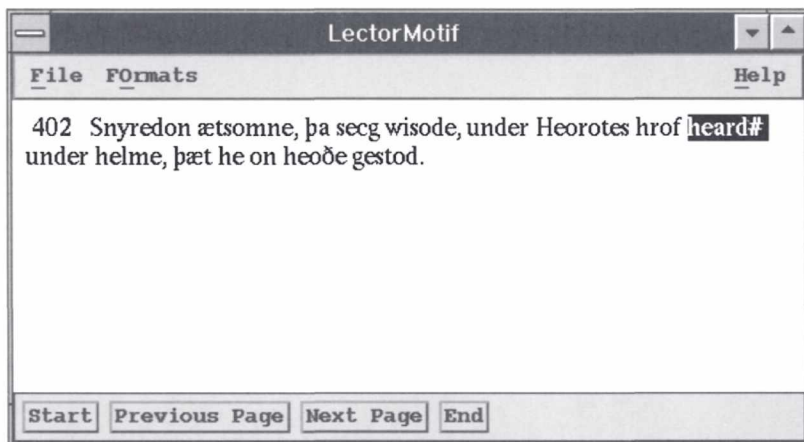 LectorMotif
File FOrmats Help
402 Snyredon ætsomne, þa secg wisode, under Heorotes hrof heard#
under helme, þæt he on heoðe gestod.
Start Previous Page Next Page End